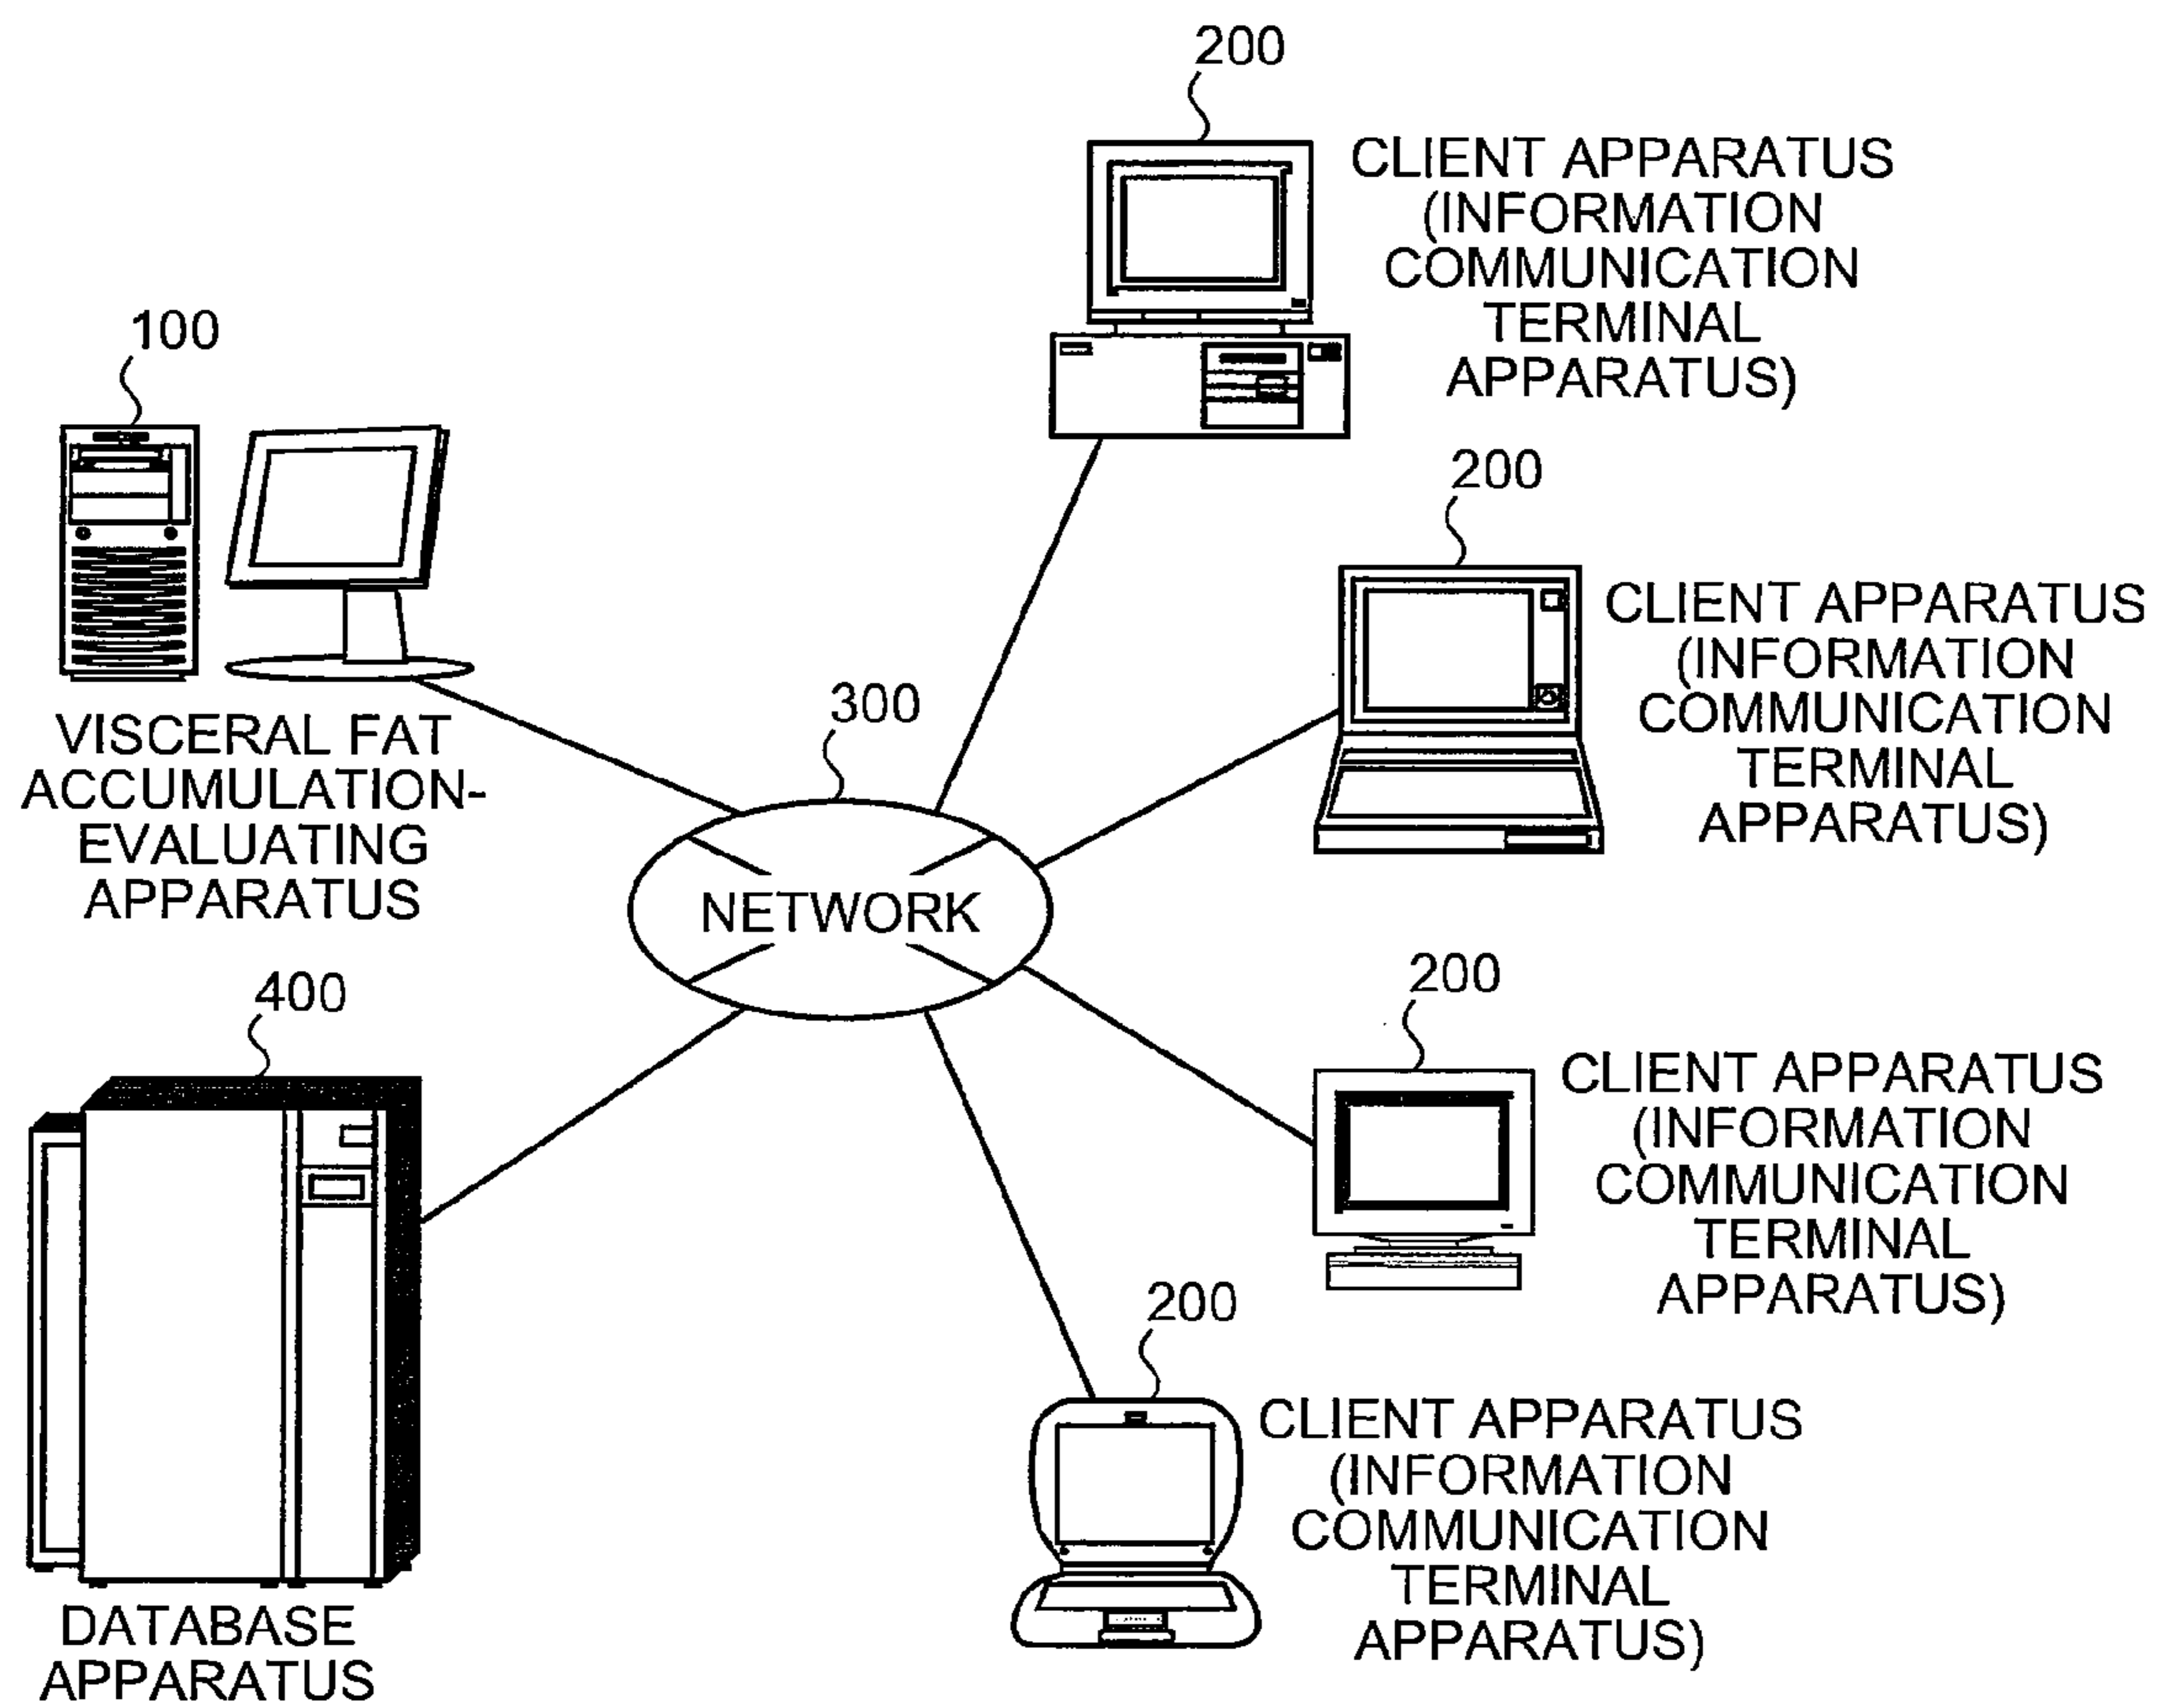 200
CLIENT APPARATUS
(INFORMATION
COMMUNICATION
TERMINAL
APPARATUS)
100
VISCERAL FAT
ACCUMULATION-
EVALUATING
APPARATUS
200
CLIENT APPARATUS
(INFORMATION
COMMUNICATION
TERMINAL
APPARATUS)
300
NETWORK
400
DATABASE
APPARATUS
200
CLIENT APPARATUS
(INFORMATION
COMMUNICATION
TERMINAL
APPARATUS)
200
CLIENT APPARATUS
(INFORMATION
COMMUNICATION
TERMINAL
APPARATUS)